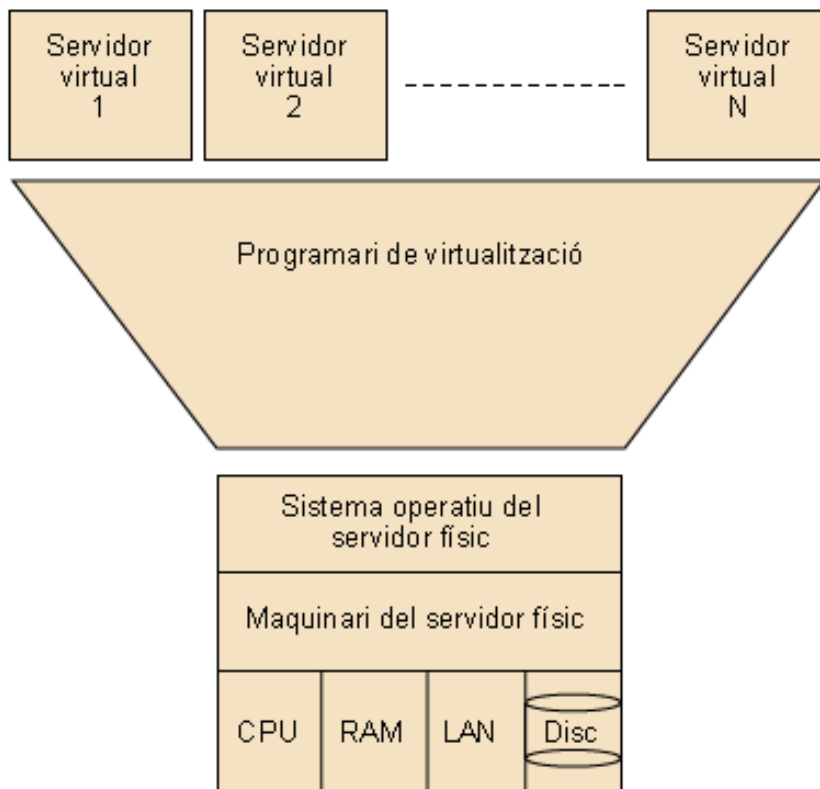 Servidor
virtual
1
Servidor
virtual
2
Servidor
virtual
N
Programari de virtualització
Sistema operatiu del
servidor físic
Maquinari del servidor físic
CPU
RAM
LAN
Disc